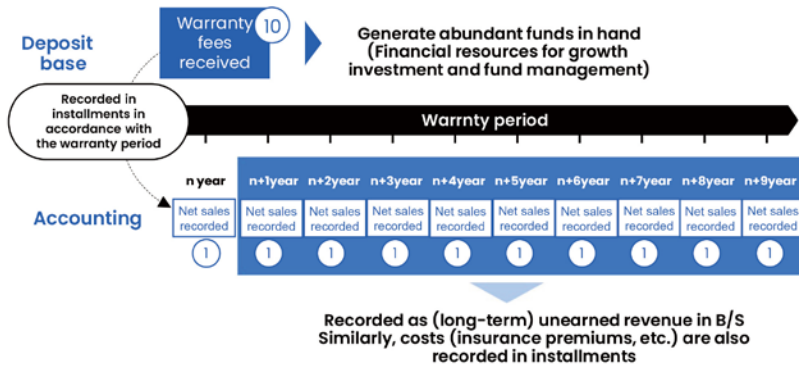 Deposit
base
Warranty
fees
received
10
Generate abundant funds in hand
(Financial resources for growth
investment and fund management)
Recorded in
installments in
accordance with
the warranty period
Warrnty period
n year
n+1year
n+2year
n+3year
n+4year
n+5year
n+6year
n+7year
n+8year
n+9year
Accounting
Net sales
recorded
1
Net sales
recorded
1
Net sales
recorded
1
Net sales
recorded
1
Net sales
recorded
1
Net sales
recorded
1
Net sales
recorded
1
Net sales
recorded
1
Net sales
recorded
1
Net sales
recorded
1
Recorded as (long-term) unearned revenue in B/S
Similarly, costs (insurance premiums, etc.) are also
recorded in installments